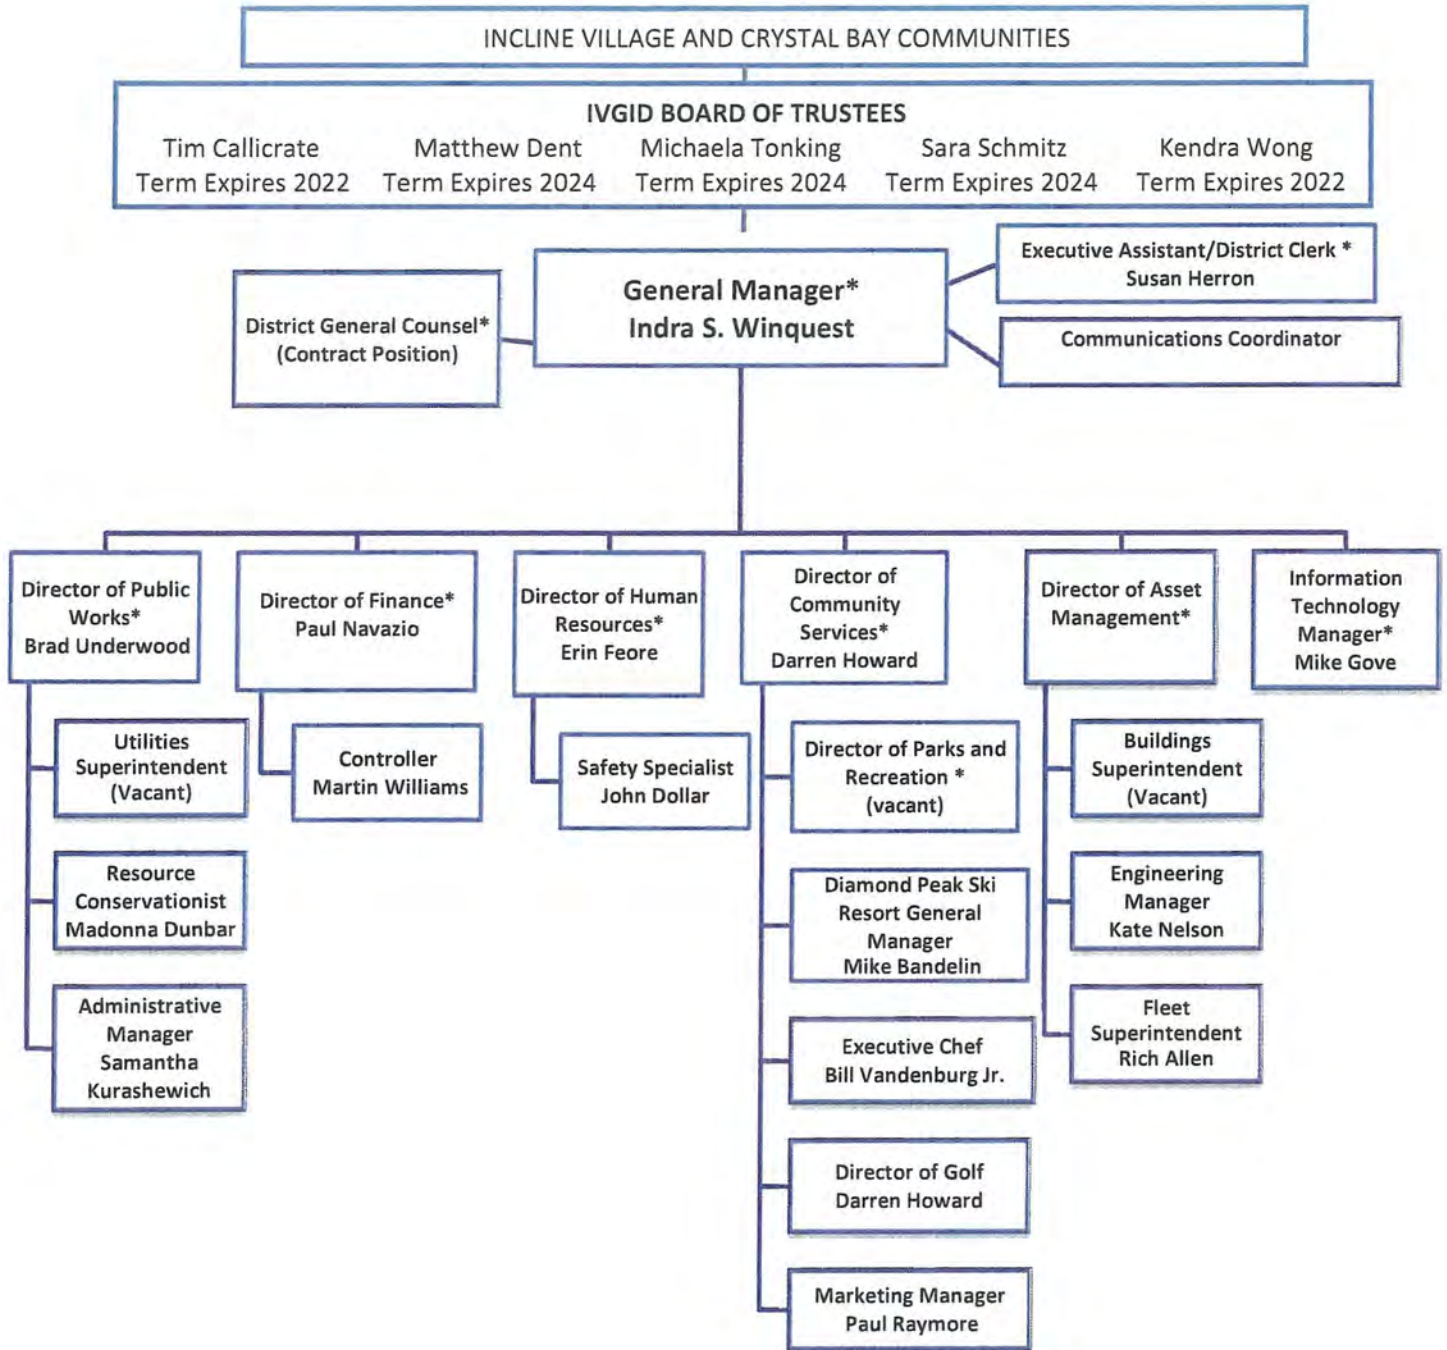 INCLINE VILLAGE AND CRYSTAL BAY COMMUNITIES
IVGID BOARD OF TRUSTEES
Tim Callicrate
Term Expires 2022
Matthew Dent
Term Expires 2024
Michaela Tonking
Term Expires 2024
Sara Schmitz
Term Expires 2024
Kendra Wong
Term Expires 2022
District General Counsel*
(Contract Position)
General Manager*
Indra S. Winquest
Executive Assistant/District Clerk *
Susan Herron
Communications Coordinator
Director of Public
Works*
Brad Underwood
Director of Finance*
Paul Navazio
Director of Human
Resources*
Erin Feore
Director of
Community
Services*
Darren Howard
Director of Asset
Management*
Information
Technology
Manager*
Mike Gove
Utilities
Superintendent
(Vacant)
Resource
Conservationist
Madonna Dunbar
Administrative
Manager
Samantha
Kurashewich
Controller
Martin Williams
Safety Specialist
John Dollar
Director of Parks and
Recreation *
(vacant)
Diamond Peak Ski
Resort General
Manager
Mike Bandelin
Executive Chef
Bill Vandenburg Jr.
Director of Golf
Darren Howard
Marketing Manager
Paul Raymore
Buildings
Superintendent
(Vacant)
Engineering
Manager
Kate Nelson
Fleet
Superintendent
Rich Allen